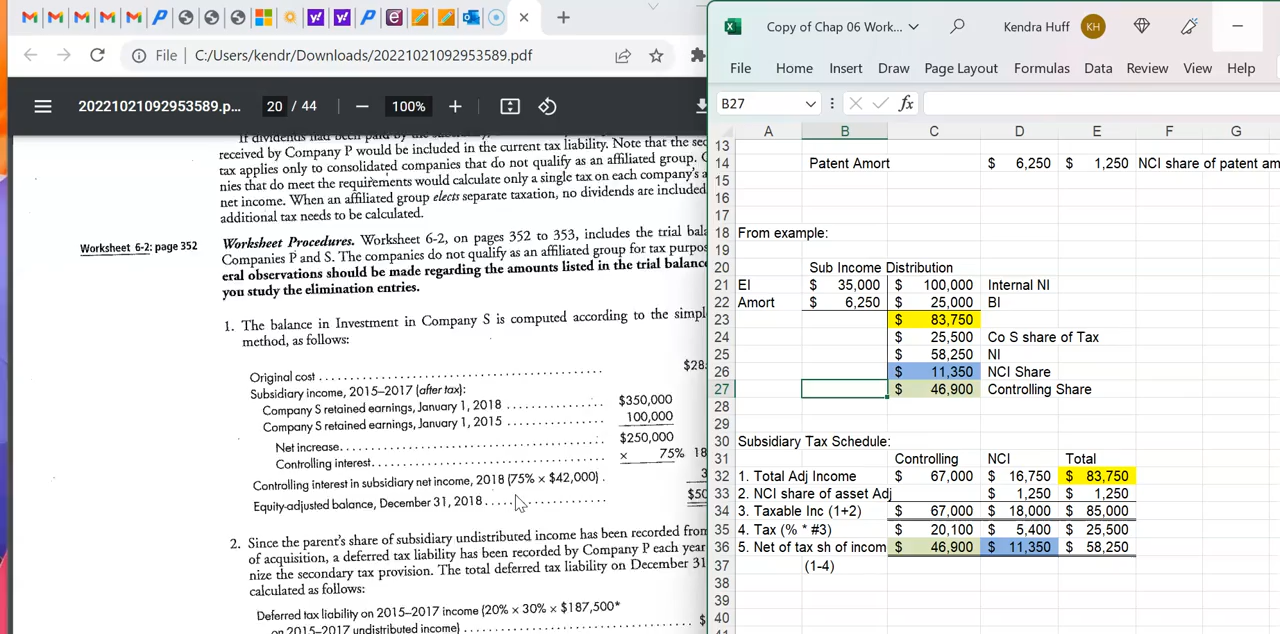 File C:/Users/kendr/Downloads/20221021092953589.pdf
20221021092953589.p... 20 / 44 100%
received by Company P would be included in the current tax liability. Note that the sec
tax applies only to consolidated companies that do not qualify as an affiliated group. C
nies that do meet the requirements would calculate only a single tax on each company's a
net income. When an affiliated group elects separate taxation, no dividends are included
additional tax needs to be calculated.
Worksheet 6-2: page 352
Worksheet Procedures. Worksheet 6-2, on pages 352 to 353, includes the trial bala
Companies P and S. The companies do not qualify as an affiliated group for tax purpos
eral observations should be made regarding the amounts listed in the trial balance
you study the elimination entries.
1. The balance in Investment in Company S is computed according to the simpl
method, as follows:
Original cost . . . . . . . . . . $28
Subsidiary income, 2015–2017 (after tax):
Company S retained earnings, January 1, 2018 . . . . . . . . . . $350,000
Company S retained earnings, January 1, 2015 . . . . . . . . . . 100,000
Net increase. . . . . . . . . . $250,000
Controlling interest. . . . . . . . . . × 75% 18
Controlling interest in subsidiary net income, 2018 (75% × $42,000) . 3
Equity-adjusted balance, December 31, 2018 . . . . . . . . . . $50
2. Since the parent's share of subsidiary undistributed income has been recorded from
of acquisition, a deferred tax liability has been recorded by Company P each year
nize the secondary tax provision. The total deferred tax liability on December 31
calculated as follows:
Deferred tax liability on 2015–2017 income (20% × 30% × $187,500*
on 2015–2017 undistributed income) . . . . . . . . . . $
Copy of Chap 06 Work... Kendra Huff KH
File Home Insert Draw Page Layout Formulas Data Review View Help
B27 fx
A B C D E F G
13
14 Patent Amort $ 6,250 $ 1,250 NCI share of patent am
15
16
17
18 From example:
19
20 Sub Income Distribution
21 EI $ 35,000 $ 100,000 Internal NI
22 Amort $ 6,250 $ 25,000 BI
23 $ 83,750
24 $ 25,500 Co S share of Tax
25 $ 58,250 NI
26 $ 11,350 NCI Share
27 $ 46,900 Controlling Share
28
29
30 Subsidiary Tax Schedule:
31 Controlling NCI Total
32 1. Total Adj Income $ 67,000 $ 16,750 $ 83,750
33 2. NCI share of asset Adj $ 1,250 $ 1,250
34 3. Taxable Inc (1+2) $ 67,000 $ 18,000 $ 85,000
35 4. Tax (% * #3) $ 20,100 $ 5,400 $ 25,500
36 5. Net of tax sh of incom $ 46,900 $ 11,350 $ 58,250
37 (1-4)
38
39
40